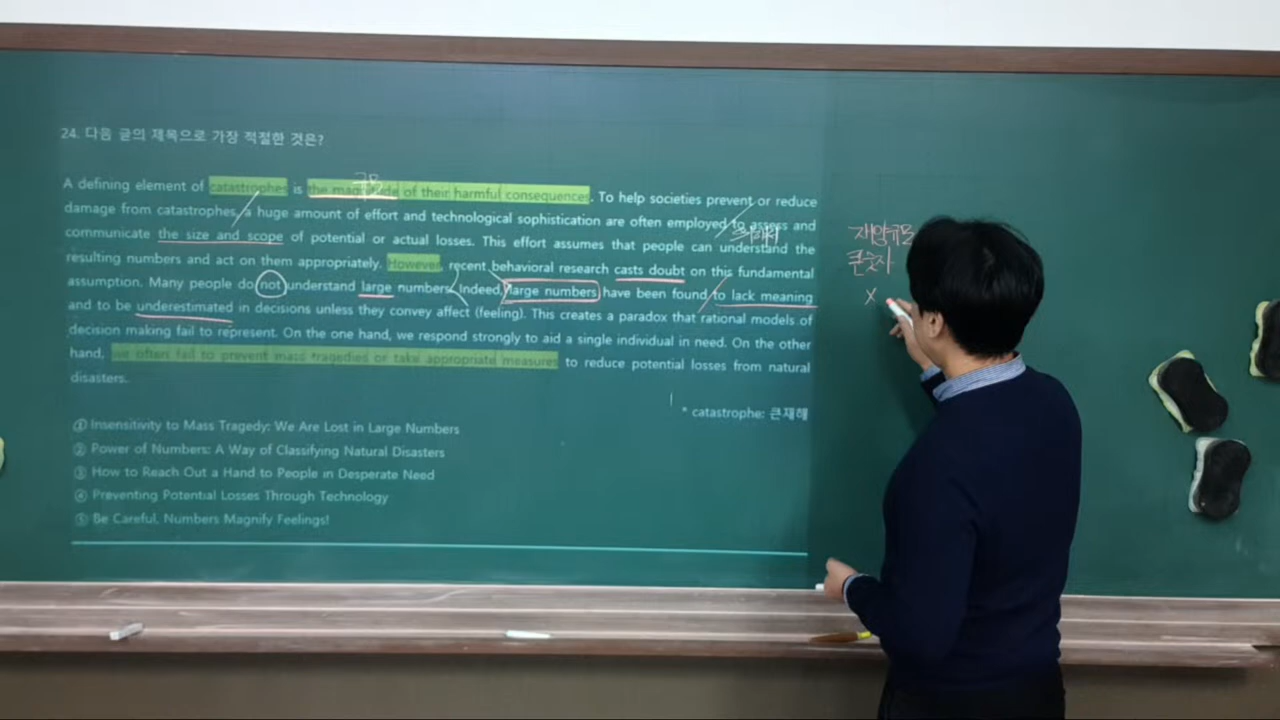 24. 다음 글의 제목으로 가장 적절한 것은?
규모
A defining element of catastrophes is the magnitude of their harmful consequences. To help societies prevent or reduce
damage from catastrophes, a huge amount of effort and technological sophistication are often employed to assess and
communicate the size and scope of potential or actual losses. This effort assumes that people can understand the
resulting numbers and act on them appropriately. However, recent behavioral research casts doubt on this fundamental
assumption. Many people do not understand large numbers. Indeed, large numbers have been found to lack meaning
and to be underestimated in decisions unless they convey affect (feeling). This creates a paradox that rational models of
decision making fail to represent. On the one hand, we respond strongly to aid a single individual in need. On the other
hand, we often fail to prevent mass tragedies or take appropriate measures to reduce potential losses from natural
disasters.
* catastrophe: 큰 재해
① Insensitivity to Mass Tragedy: We Are Lost in Large Numbers
② Power of Numbers: A Way of Classifying Natural Disasters
③ How to Reach Out a Hand to People in Desperate Need
④ Preventing Potential Losses Through Technology
⑤ Be Careful, Numbers Magnify Feelings!
재앙규모
큰숫자
X